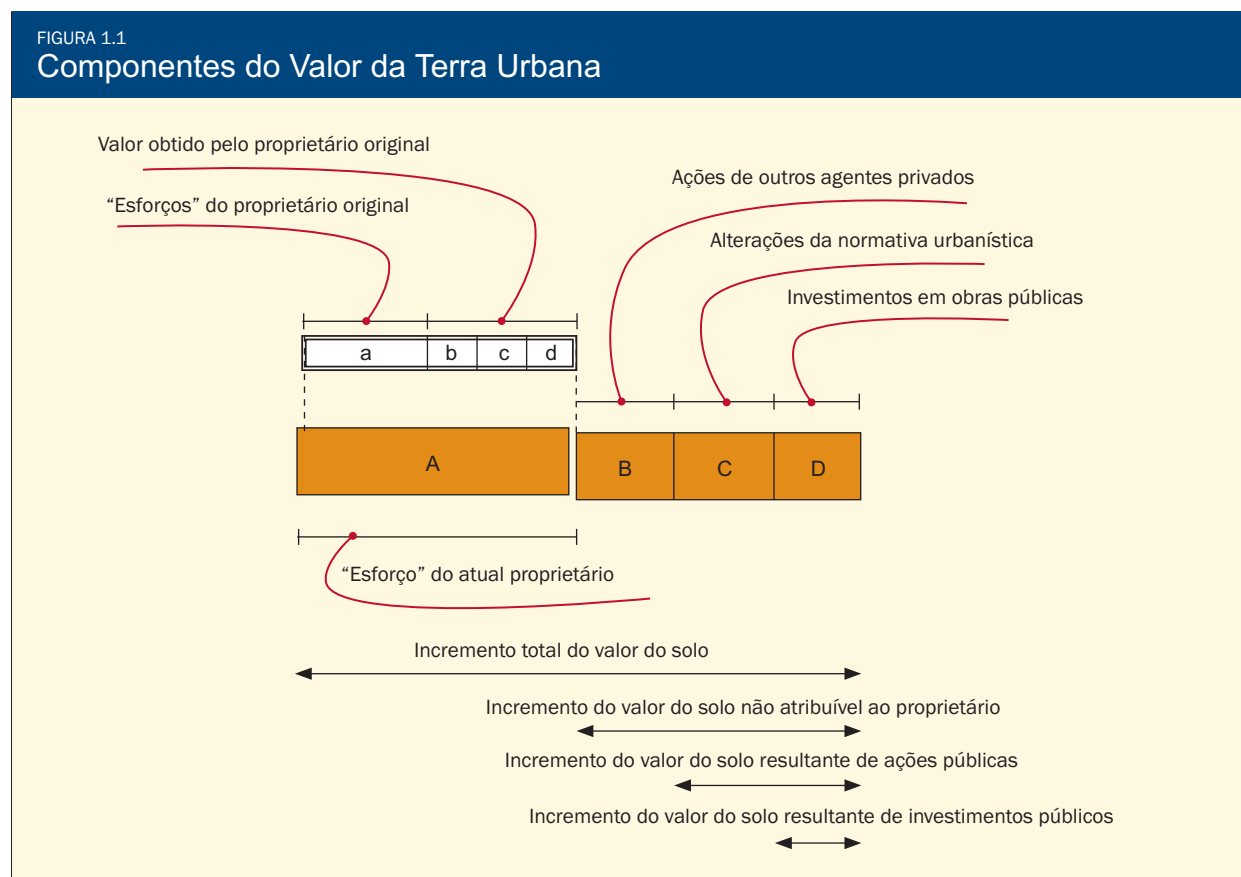 FIGURA 1.1
Componentes do Valor da Terra Urbana
Valor obtido pelo proprietário original
“Esforços” do proprietário original
Ações de outros agentes privados
Alterações da normativa urbanística
Investimentos em obras públicas
a b c d
A
B C D
“Esforço” do atual proprietário
Incremento total do valor do solo
Incremento do valor do solo não atribuível ao proprietário
Incremento do valor do solo resultante de ações públicas
Incremento do valor do solo resultante de investimentos públicos